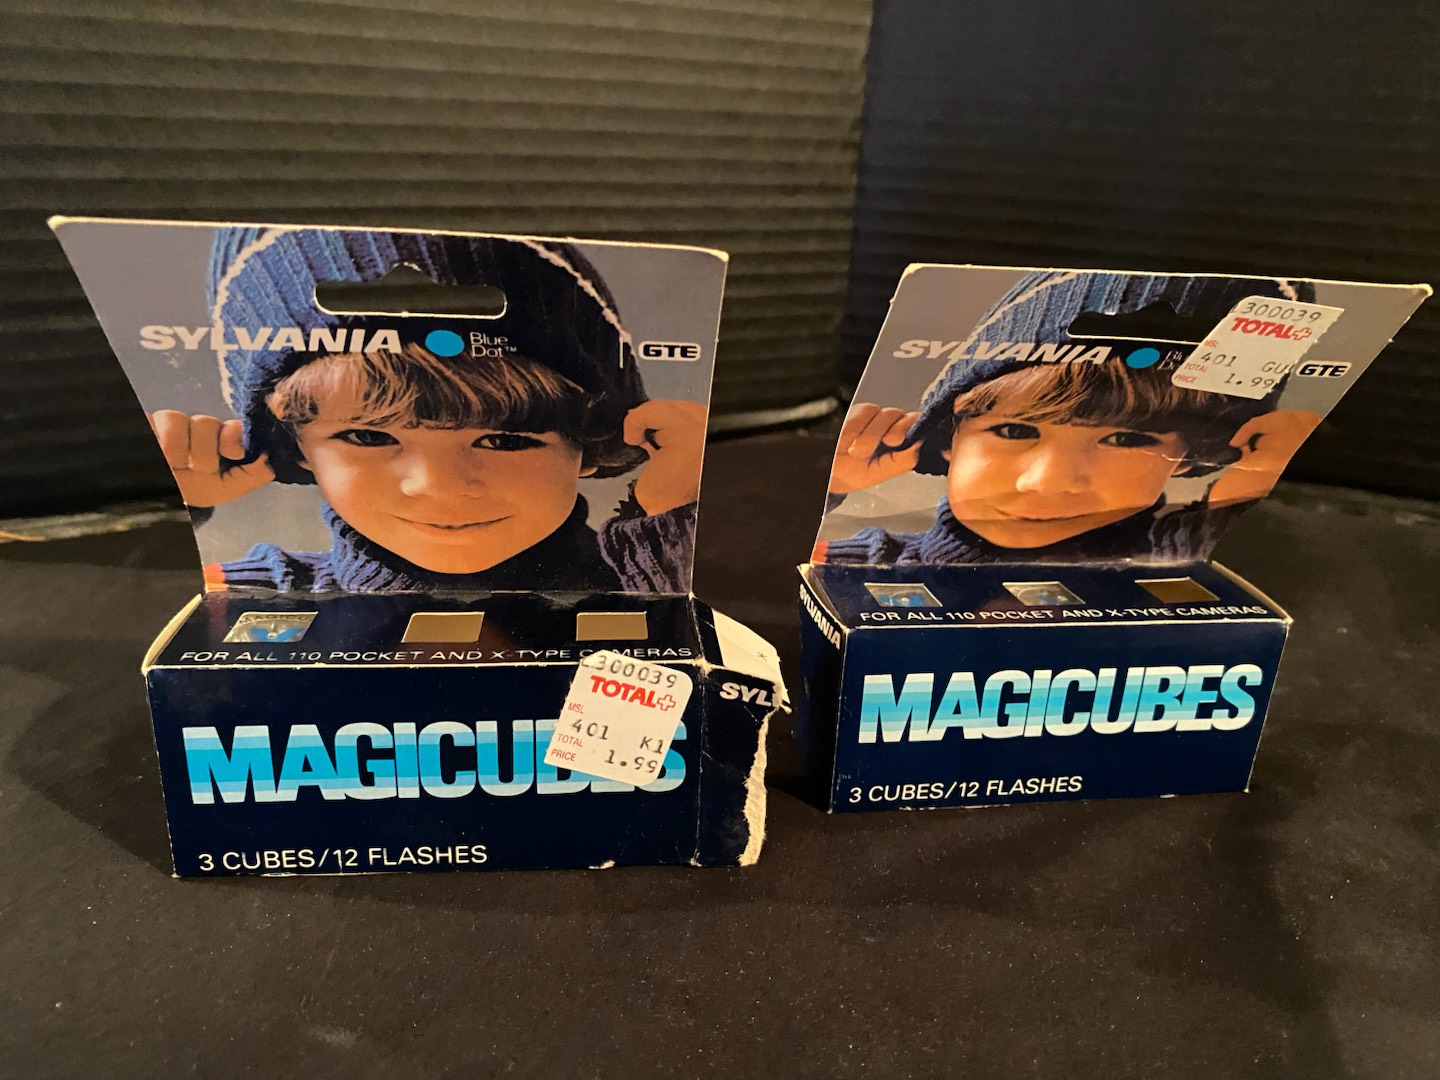 SYLVANIA Blue Dot™ GTE
MAGICU
FOR ALL 110 POCKET AND X-TYPE CAMERAS
300039
TOTAL+
MSL
401 K1
TOTAL
PRICE 1.99
MAGICUBES
SYL
3 CUBES/12 FLASHES
SYLVANIA GTE
300039
TOTAL+
MSL
401 GU
TOTAL
PRICE 1.99
SYLVANIA
FOR ALL 110 POCKET AND X-TYPE CAMERAS
MAGICUBES
3 CUBES/12 FLASHES